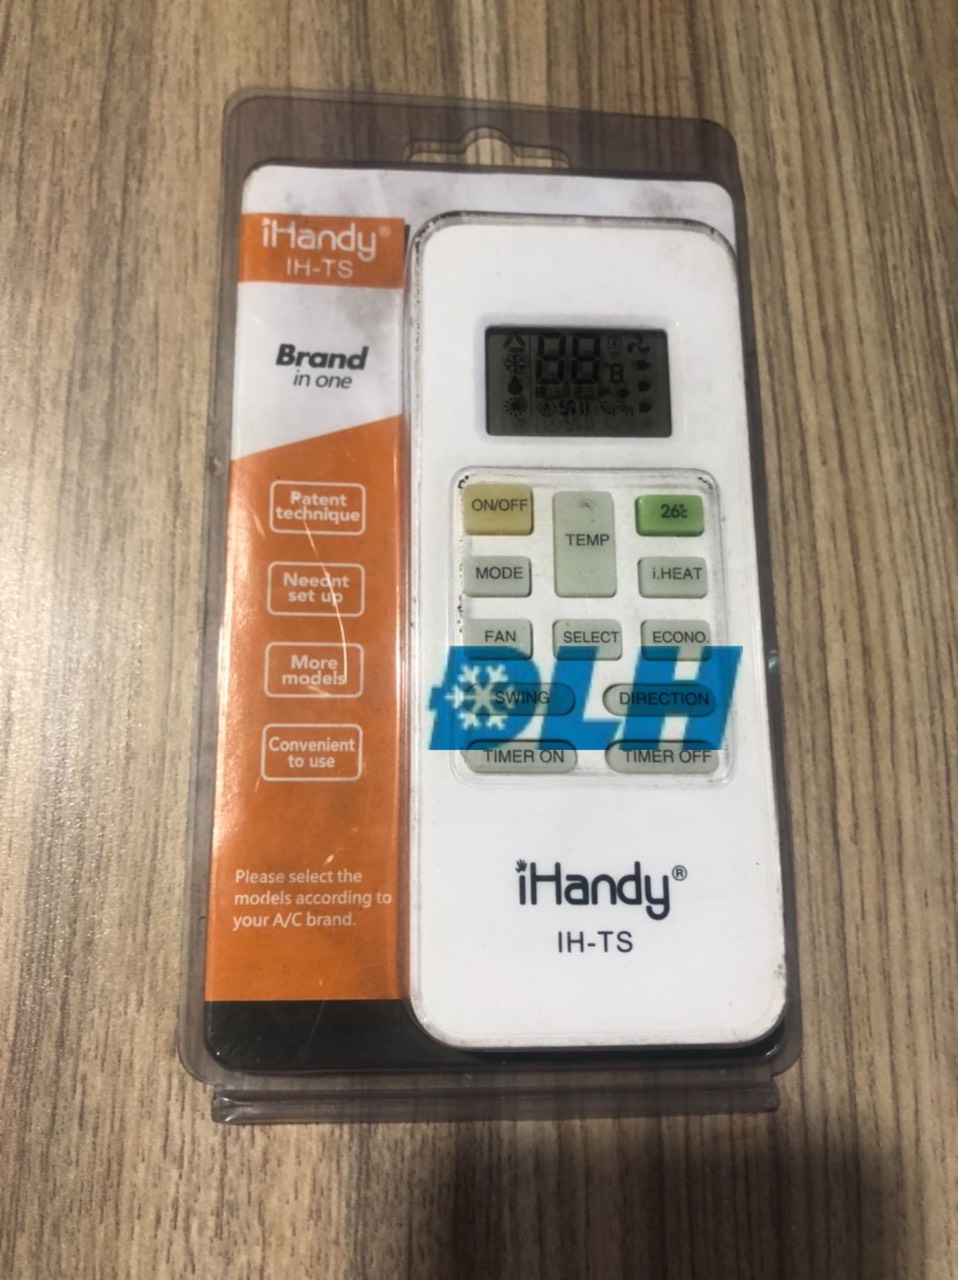 iHandy®
IH-TS
Brand
in one
Patent
technique
Neednt
set up
More
models
Convenient
to use
Please select the
models according to
your A/C brand.
88
ON/OFF
TEMP
26°c
MODE
i.HEAT
FAN
SELECT
ECONO.
DLH
SWING
DIRECTION
TIMER ON
TIMER OFF
iHandy®
IH-TS